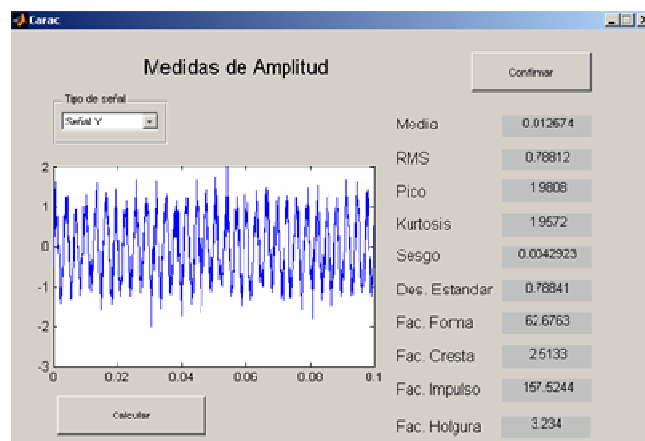 Carac
Medidas de Amplitud
Confirmar
Tipo de señal
Señal Y
Media 0.012674
RMS 0.78812
Pico 1.9808
Kurtosis 1.9572
Sesgo 0.0042923
Des. Estandar 0.78841
Fac. Forma 62.6763
Fac. Cresta 2.5133
Fac. Impulso 157.5244
Fac. Holgura 3.234
2
1
0
-1
-2
-3
0 0.02 0.04 0.06 0.08 0.1
Calcular